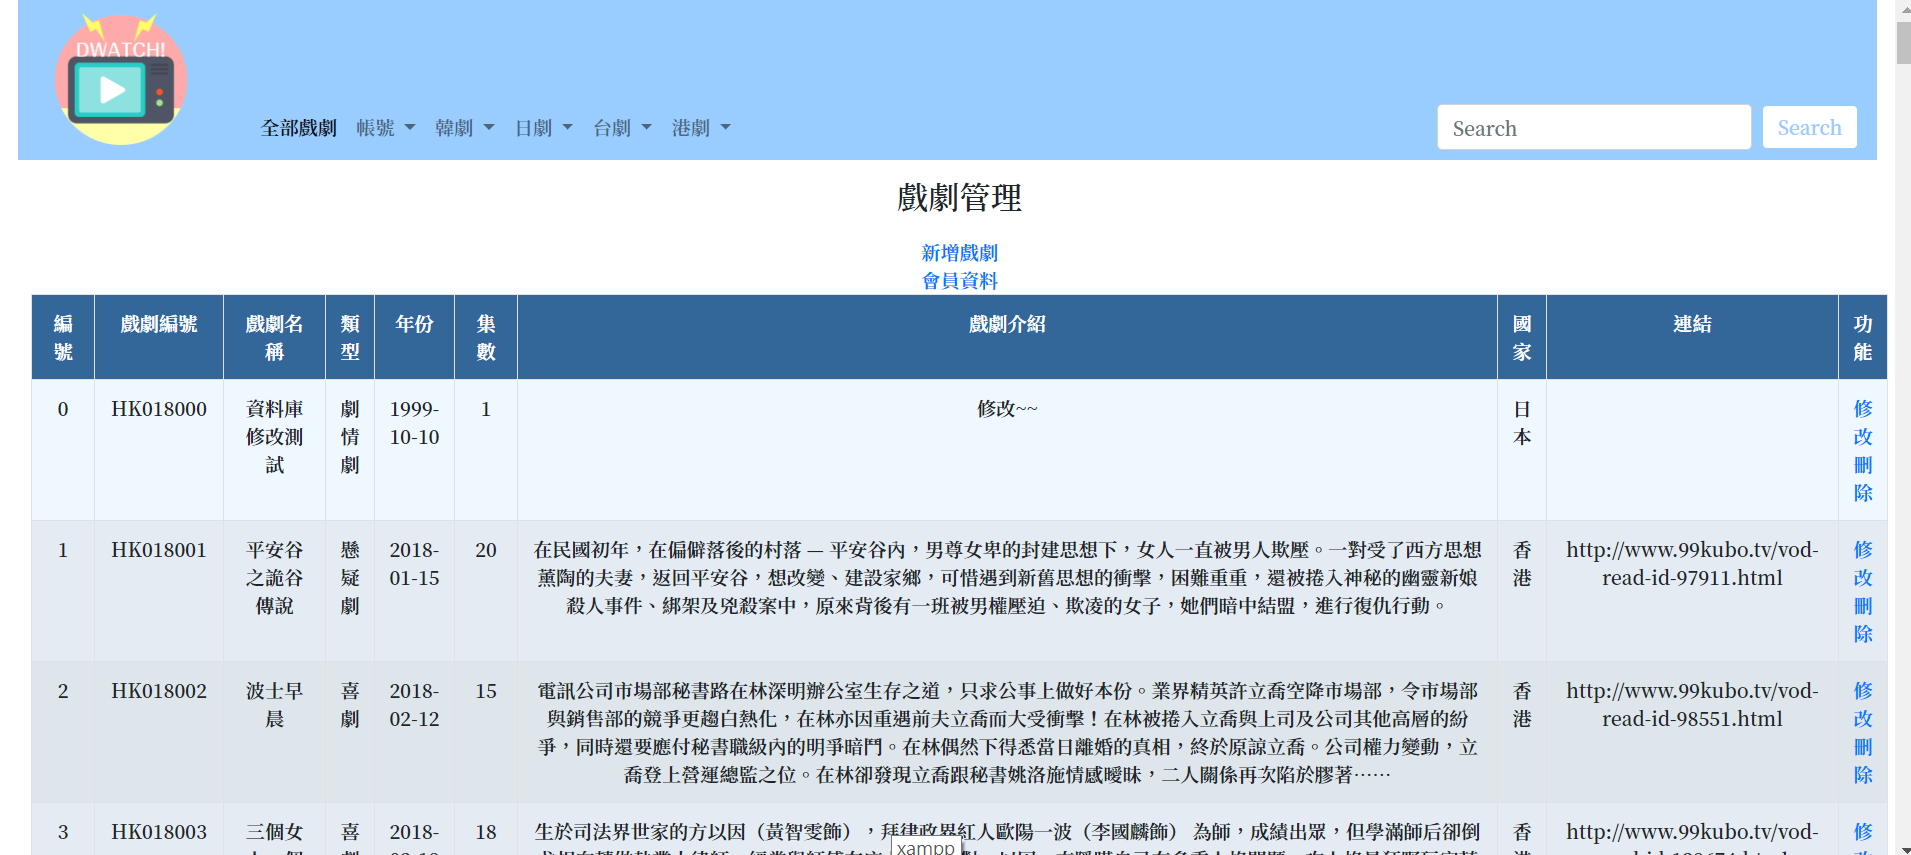 DWATCH!
全部戲劇 帳號 韓劇 日劇 台劇 港劇 Search Search
戲劇管理
新增戲劇
會員資料
編號 戲劇編號 戲劇名稱 類型 年份 集數 戲劇介紹 國家 連結 功能
0 HK018000 資料庫修改測試 劇情劇 1999-10-10 1 修改~~ 日本 修改刪除
1 HK018001 平安谷之詭谷傳說 懸疑劇 2018-01-15 20
在民國初年，在偏僻落後的村落 — 平安谷內，男尊女卑的封建思想下，女人一直被男人欺壓。一對受了西方思想
薰陶的夫妻，返回平安谷，想改變、建設家鄉，可惜遇到新舊思想的衝擊，困難重重，還被捲入神秘的幽靈新娘
殺人事件、綁架及兇殺案中，原來背後有一班被男權壓迫、欺凌的女子，她們暗中結盟，進行復仇行動。
香港 http://www.99kubo.tv/vod-read-id-97911.html 修改刪除
2 HK018002 波士早晨 喜劇 2018-02-12 15
電訊公司市場部秘書路在林深明辦公室生存之道，只求公事上做好本份。業界精英許立喬空降市場部，令市場部
與銷售部的競爭更趨白熱化，在林亦因重遇前夫立喬而大受衝擊！在林被捲入立喬與上司及公司其他高層的紛
爭，同時還要應付秘書職級內的明爭暗鬥。在林偶然下得悉當日離婚的真相，終於原諒立喬。公司權力變動，立
喬登上營運總監之位。在林卻發現立喬跟秘書姚洛施情感曖昧，二人關係再次陷於膠著……
香港 http://www.99kubo.tv/vod-read-id-98551.html 修改刪除
3 HK018003 三個女 喜 2018- 18
生於司法界世家的方以因（黃智雯飾），拜律政界紅人歐陽一波（李國麟飾） 為師，成績出眾，但學滿師后卻倒
香 http://www.99kubo.tv/vod- 修
xampp